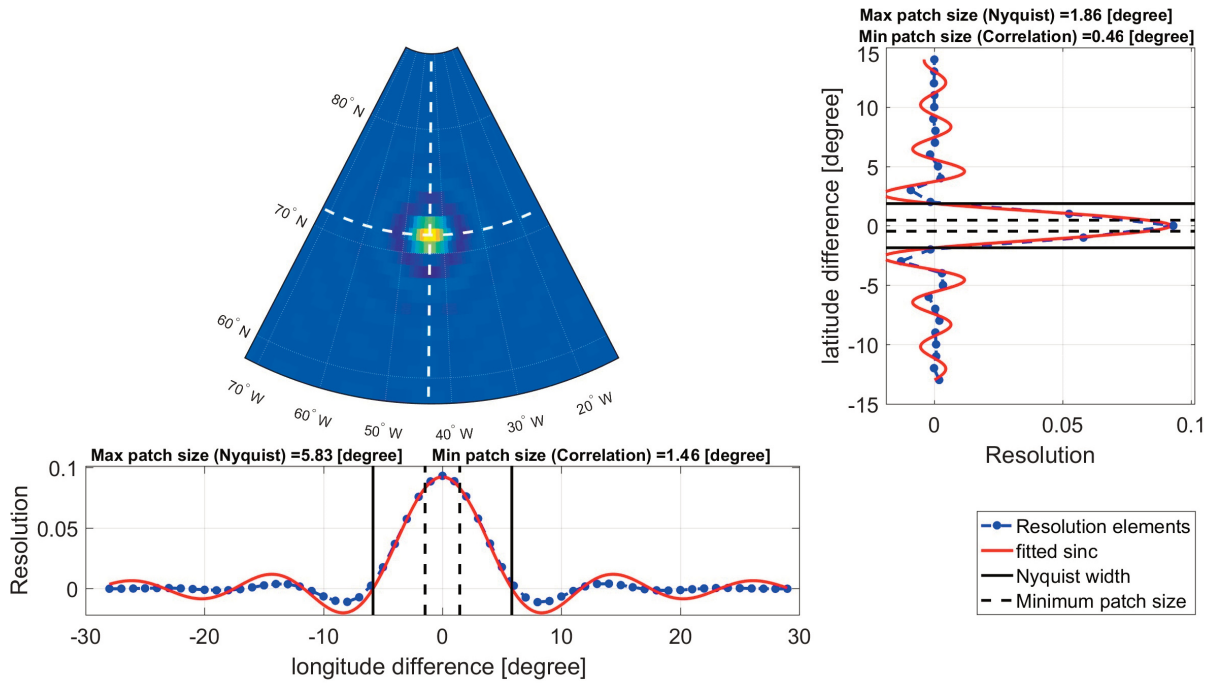 Max patch size (Nyquist) =1.86 [degree]
Min patch size (Correlation) =0.46 [degree]
80°N
70°N
60°N
70°W
60°W
50°W
40°W
30°W
20°W
15
10
5
0
-5
-10
-15
latitude difference [degree]
0
0.05
0.1
Resolution
Max patch size (Nyquist) =5.83 [degree] Min patch size (Correlation) =1.46 [degree]
0.1
0.05
0
Resolution
-30
-20
-10
0
10
20
30
longitude difference [degree]
Resolution elements
fitted sinc
Nyquist width
Minimum patch size